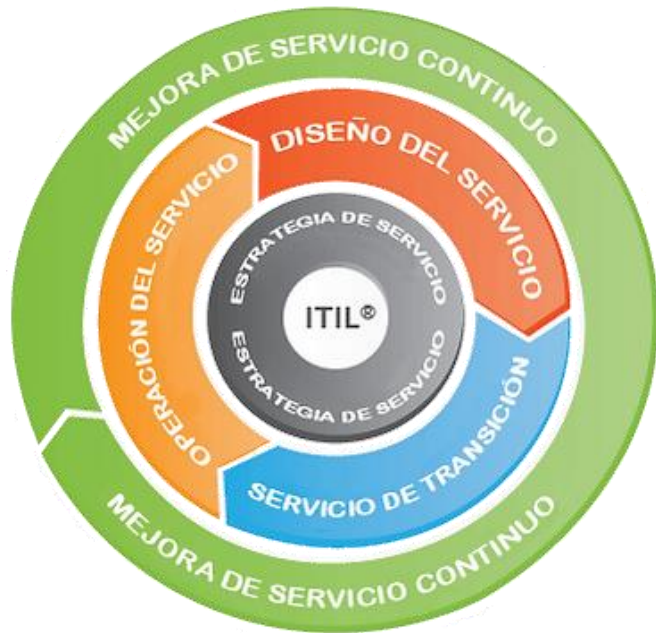 MEJORA DE SERVICIO CONTINUO
DISEÑO DEL SERVICIO
OPERACIÓN DEL SERVICIO
ESTRATEGIA DE SERVICIO
ITIL®
ESTRATEGIA DE SERVICIO
SERVICIO DE TRANSICIÓN
MEJORA DE SERVICIO CONTINUO